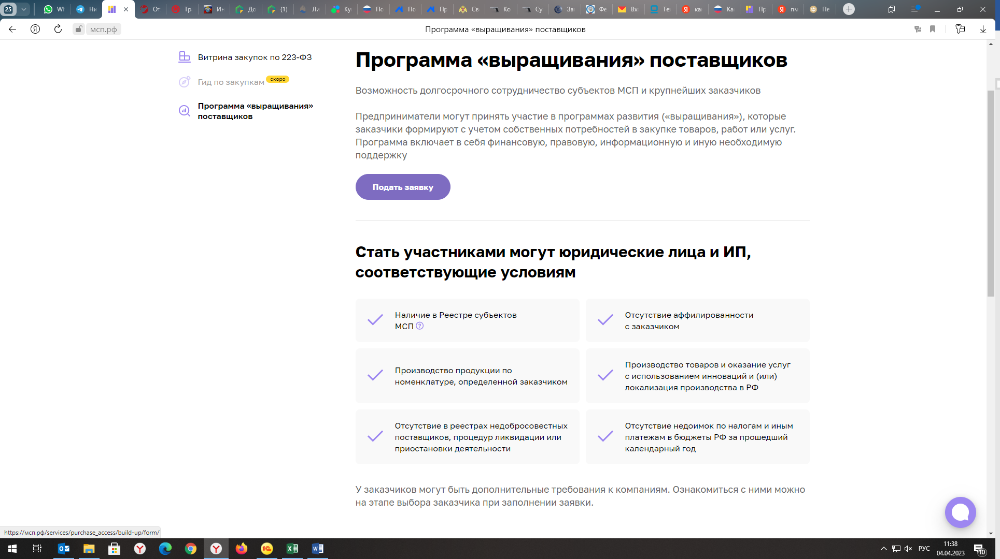 25
Wl
Ни
От
Тр
Ин
До
(1)
Ли
Ку
По
По
Пр
Св
Ко
Су
За
Фе
Вх
Те
ка
Ка
Пр
пм
Пе
мсп.рф
Программа «выращивания» поставщиков
Витрина закупок по 223-ФЗ
Гид по закупкам скоро
Программа «выращивания»
поставщиков
Программа «выращивания» поставщиков
Возможность долгосрочного сотрудничество субъектов МСП и крупнейших заказчиков
Предприниматели могут принять участие в программах развития («выращивания»), которые
заказчики формируют с учетом собственных потребностей в закупке товаров, работ или услуг.
Программа включает в себя финансовую, правовую, информационную и иную необходимую
поддержку
Подать заявку
Стать участниками могут юридические лица и ИП,
соответствующие условиям
Наличие в Реестре субъектов
МСП ?
Отсутствие аффилированности
с заказчиком
Производство продукции по
номенклатуре, определенной заказчиком
Производство товаров и оказание услуг
с использованием инноваций и (или)
локализация производства в РФ
Отсутствие в реестрах недобросовестных
поставщиков, процедур ликвидации или
приостановки деятельности
Отсутствие недоимок по налогам и иным
платежам в бюджеты РФ за прошедший
календарный год
У заказчиков могут быть дополнительные требования к компаниям. Ознакомиться с ними можно
на этапе выбора заказчика при заполнении заявки.
https://мсп.рф/services/purchase_access/build-up/form/
РУС
11:38
04.04.2023
10